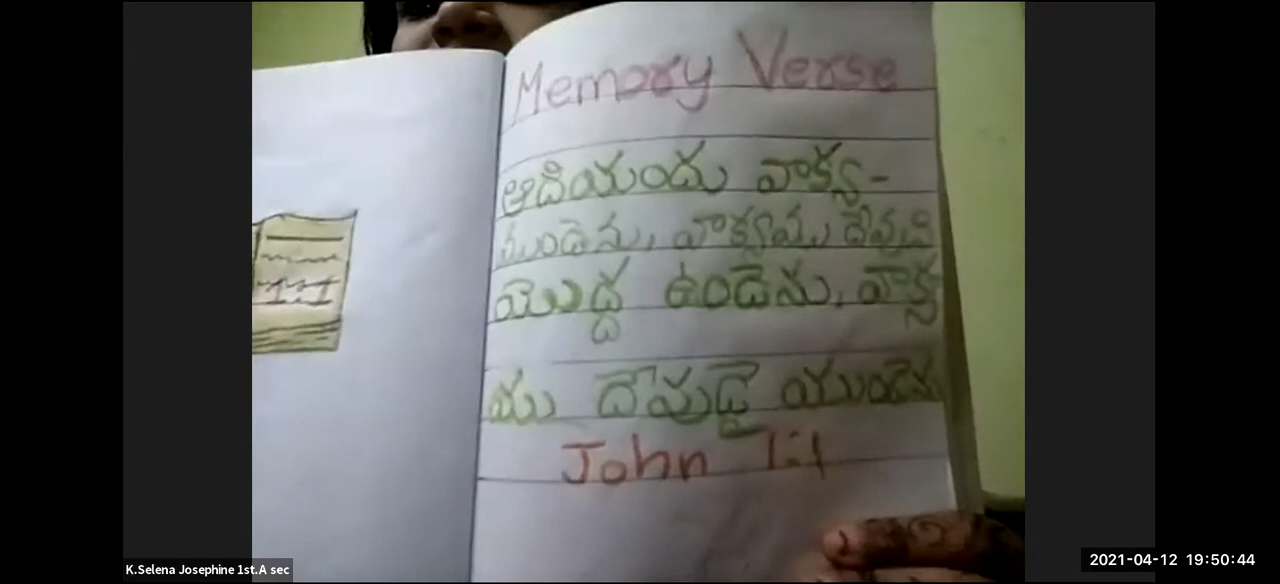 Memory Verse
ఆదియందు వాక్య-
ముండెను, వాక్యము దేవుని
యొద్ద ఉండెను, వాక్య
ము దేవుడై యుండెను
John 1:1
1:1
K.Selena Josephine 1st.A sec
2021-04-12 19:50:44